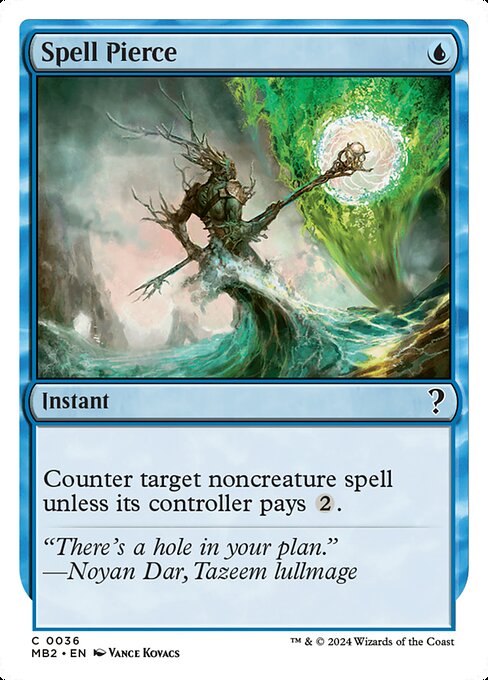 Spell Pierce
Instant
?
Counter target noncreature spell
unless its controller pays 2.
“There’s a hole in your plan.”
—Noyan Dar, Tazeem lullmage
C 0036
MB2 • EN Vance Kovacs
™ & © 2024 Wizards of the Coast